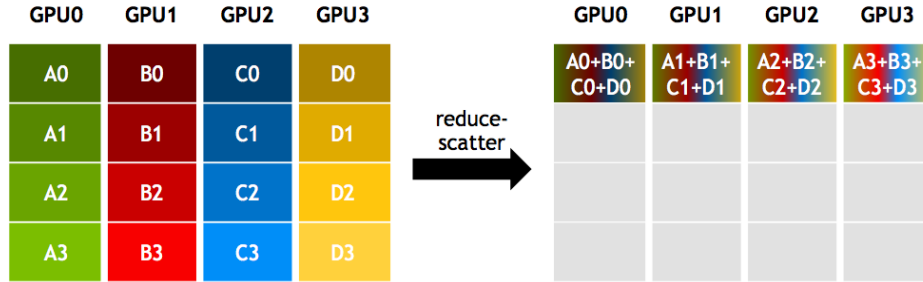 GPU0 GPU1 GPU2 GPU3 GPU0 GPU1 GPU2 GPU3
A0 B0 C0 D0 A0+B0+ A1+B1+ A2+B2+ A3+B3+
C0+D0 C1+D1 C2+D2 C3+D3
A1 B1 C1 D1
reduce-
scatter
A2 B2 C2 D2
A3 B3 C3 D3